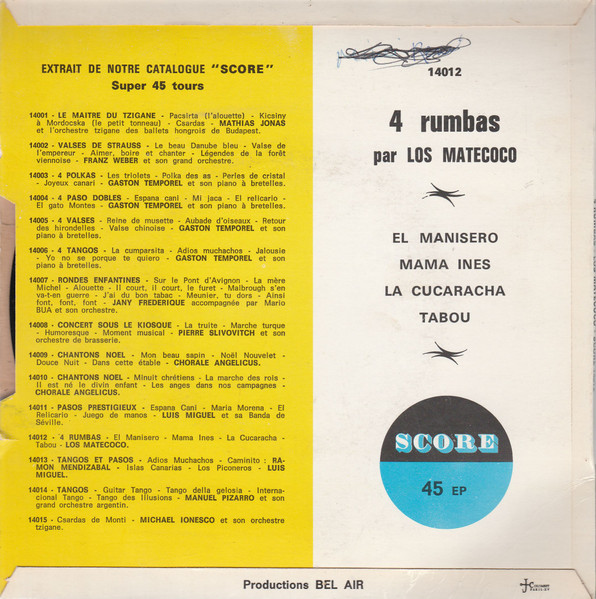 EXTRAIT DE NOTRE CATALOGUE "SCORE"
Super 45 tours
14001 - LE MAITRE DU TZIGANE - Pacsirta (l'alouette) - Kicsiny
à Mordocska (le petit tonneau) - Csardas - MATHIAS JONAS
et l'orchestre tzigane des ballets hongrois de Budapest.
14002 - VALSES DE STRAUSS - Le beau Danube bleu - Valse de
l'empereur - Aimer, boire et chanter - Légendes de la forêt
viennoise - FRANZ WEBER et son grand orchestre.
14003 - 4 POLKAS - Les triolets - Polka des as - Perles de cristal
- Joyeux canari - GASTON TEMPOREL et son piano à bretelles.
14004 - 4 PASO DOBLES - Espana cani - Mi jaca - El relicario -
El gato Montes - GASTON TEMPOREL et son piano à bretelles.
14005 - 4 VALSES - Reine de musette - Aubade d'oiseaux - Retour
des hirondelles - Valse chinoise - GASTON TEMPOREL et son
piano à bretelles.
14006 - 4 TANGOS - La cumparsita - Adios muchachos - Jalousie
- Yo no se porque te quiero - GASTON TEMPOREL et son
piano à bretelles.
14007 - RONDES ENFANTINES - Sur le Pont d'Avignon - La mère
Michel - Alouette - Il court, il court, le furet - Malbrough s'en
va-t-en guerre - J'ai du bon tabac - Meunier, tu dors - Ainsi
font, font, font - JANY FREDERIQUE accompagnée par Mario
BUA et son orchestre.
14008 - CONCERT SOUS LE KIOSQUE - La truite - Marche turque
- Humoresque - Moment musical - PIERRE SLIVOVITCH et son
orchestre de brasserie.
14009 - CHANTONS NOEL - Mon beau sapin - Noël Nouvelet -
Douce Nuit - Dans cette étable - CHORALE ANGELICUS.
14010 - CHANTONS NOEL - Minuit chrétiens - La marche des rois -
Il est né le divin enfant - Les anges dans nos campagnes -
CHORALE ANGELICUS.
14011 - PASOS PRESTIGIEUX - Espana Cani - Maria Morena - El
Relicario - Juego de manos - LUIS MIGUEL et sa Banda de
Séville.
14012 - 4 RUMBAS - El Manisero - Mama Ines - La Cucaracha -
Tabou - LOS MATECOCO.
14013 - TANGOS ET PASOS - Adios Muchachos - Caminito : RA-
MON MENDIZABAL - Islas Canarias - Los Piconeros - LUIS
MIGUEL.
14014 - TANGOS - Guitar Tango - Tango della gelosia - Interna-
cional Tango - Tango des Illusions - MANUEL PIZARRO et son
grand orchestre argentin.
14015 - Csardas de Monti - MICHAEL IONESCO et son orchestre
tzigane.
14012
4 rumbas
par LOS MATECOCO
EL MANISERO
MAMA INES
LA CUCARACHA
TABOU
SCORE
45 EP
Productions BEL AIR